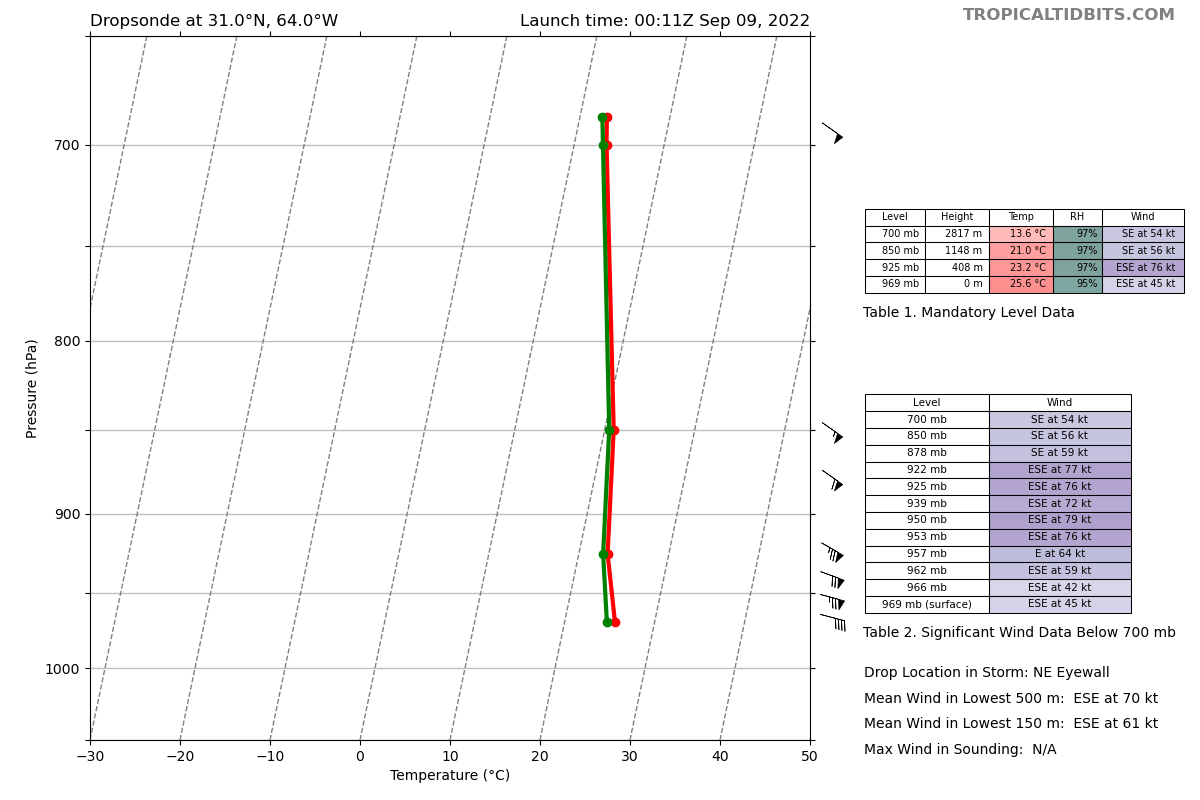 Dropsonde at 31.0°N, 64.0°W
Launch time: 00:11Z Sep 09, 2022
TROPICALTIDBITS.COM
Pressure (hPa)
700
800
900
1000
−30 −20 −10 0 10 20 30 40 50
Temperature (°C)
Level Height Temp RH Wind
700 mb 2817 m 13.6 °C 97% SE at 54 kt
850 mb 1148 m 21.0 °C 97% SE at 56 kt
925 mb 408 m 23.2 °C 97% ESE at 76 kt
969 mb 0 m 25.6 °C 95% ESE at 45 kt
Table 1. Mandatory Level Data
Level Wind
700 mb SE at 54 kt
850 mb SE at 56 kt
878 mb SE at 59 kt
922 mb ESE at 77 kt
925 mb ESE at 76 kt
939 mb ESE at 72 kt
950 mb ESE at 79 kt
953 mb ESE at 76 kt
957 mb E at 64 kt
962 mb ESE at 59 kt
966 mb ESE at 42 kt
969 mb (surface) ESE at 45 kt
Table 2. Significant Wind Data Below 700 mb
Drop Location in Storm: NE Eyewall
Mean Wind in Lowest 500 m:  ESE at 70 kt
Mean Wind in Lowest 150 m:  ESE at 61 kt
Max Wind in Sounding:  N/A